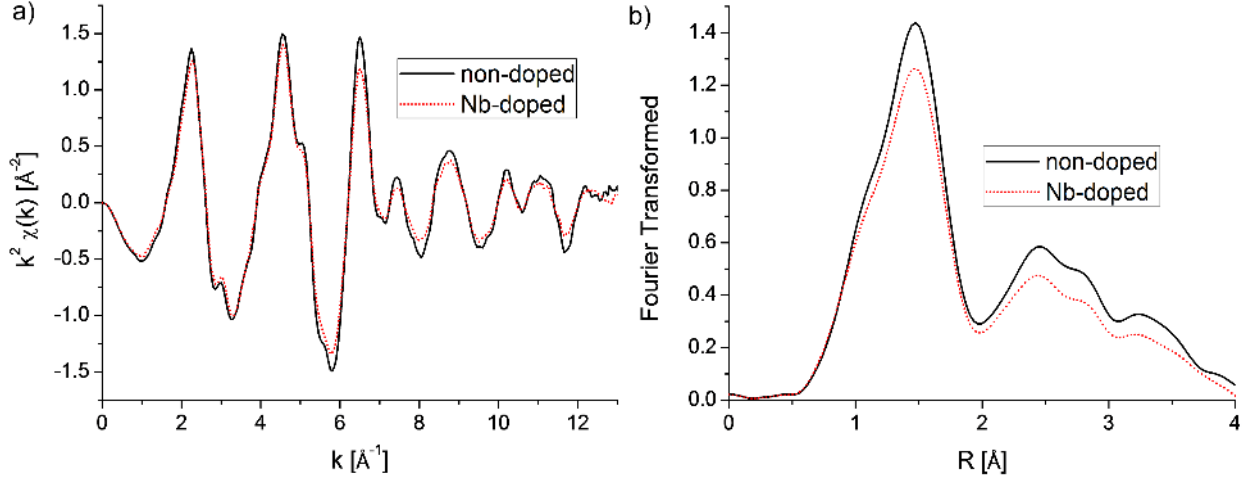 a)
1.5
1.0
0.5
0.0
-0.5
-1.0
-1.5
k² χ(k) [Å⁻²]
non-doped
Nb-doped
0 2 4 6 8 10 12
k [Å⁻¹]
b)
1.4
1.2
1.0
0.8
0.6
0.4
0.2
0.0
Fourier Transformed
non-doped
Nb-doped
0 1 2 3 4
R [Å]